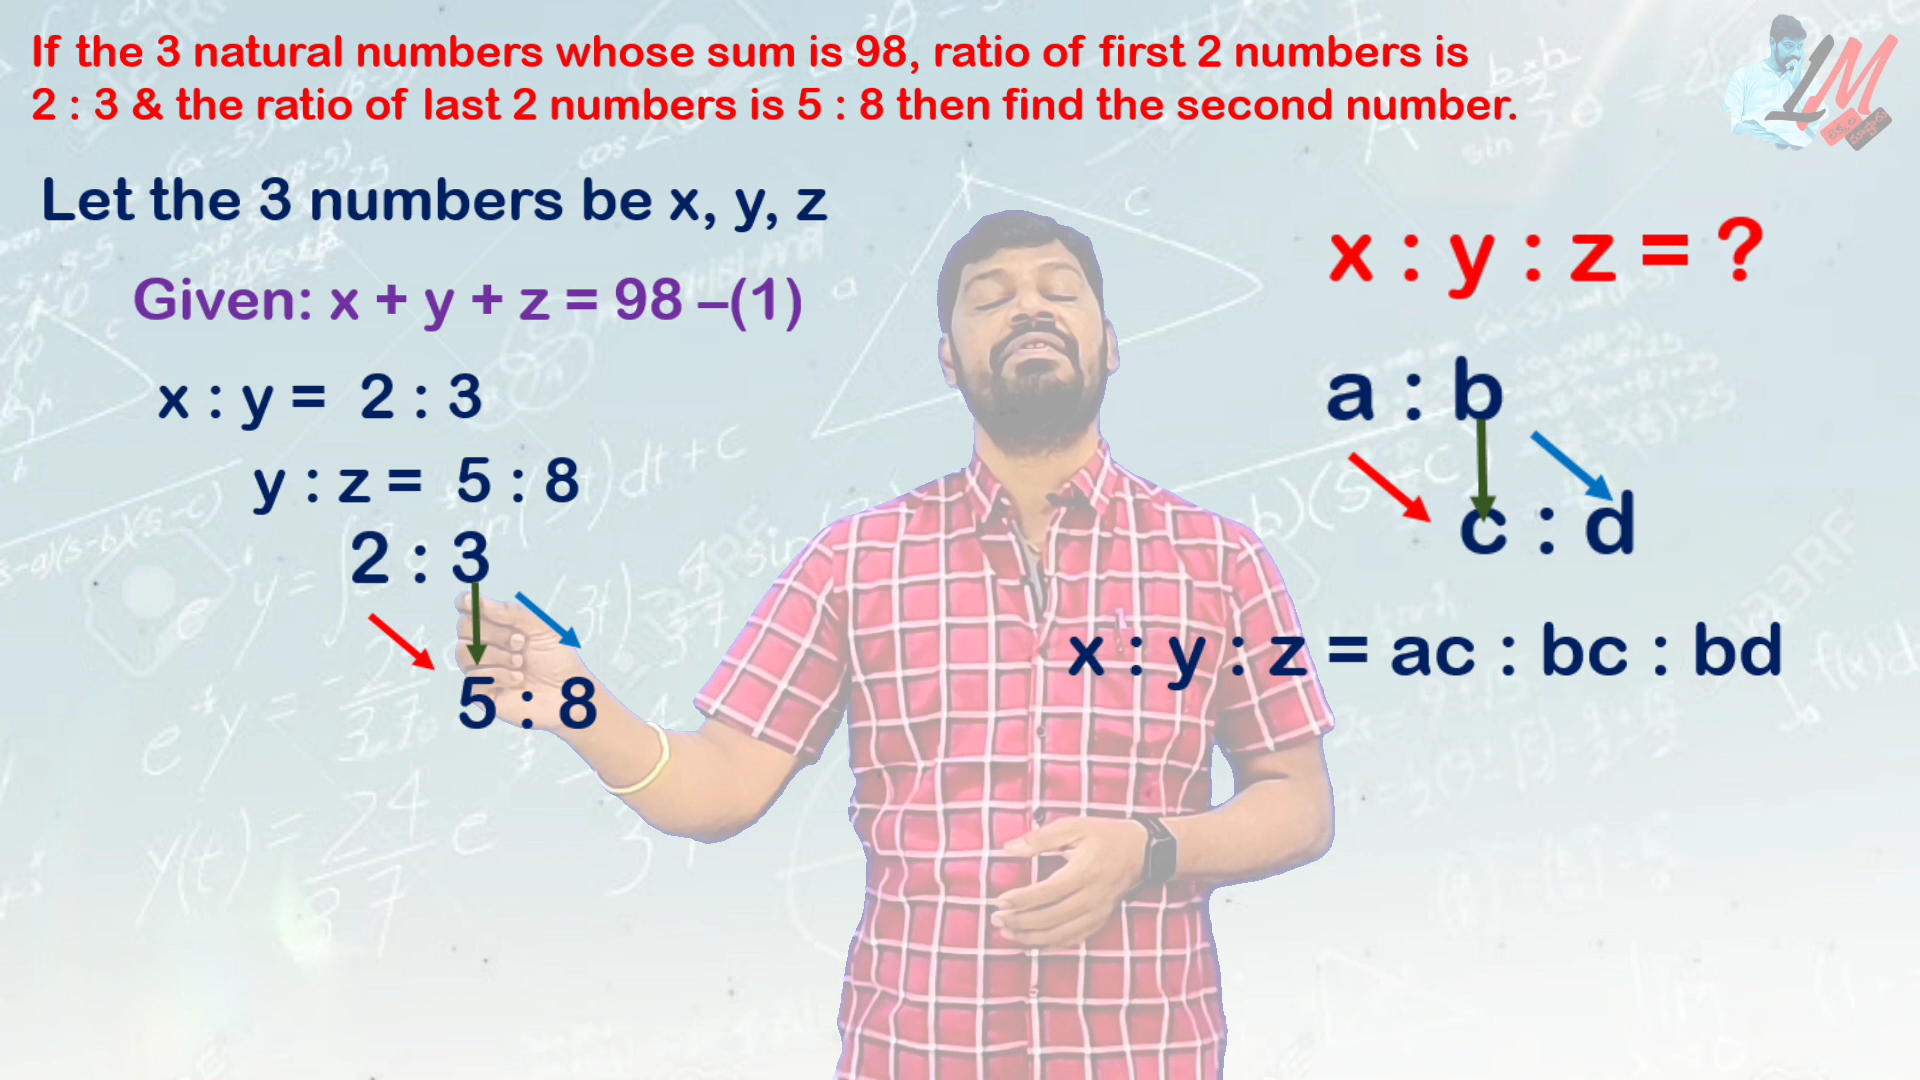 If the 3 natural numbers whose sum is 98, ratio of first 2 numbers is
2 : 3 & the ratio of last 2 numbers is 5 : 8 then find the second number.
LM
Let the 3 numbers be x, y, z
Given: x + y + z = 98 –(1)
x : y = 2 : 3
y : z = 5 : 8
2 : 3
5 : 8
x : y : z = ?
a : b
c : d
x : y : z = ac : bc : bd